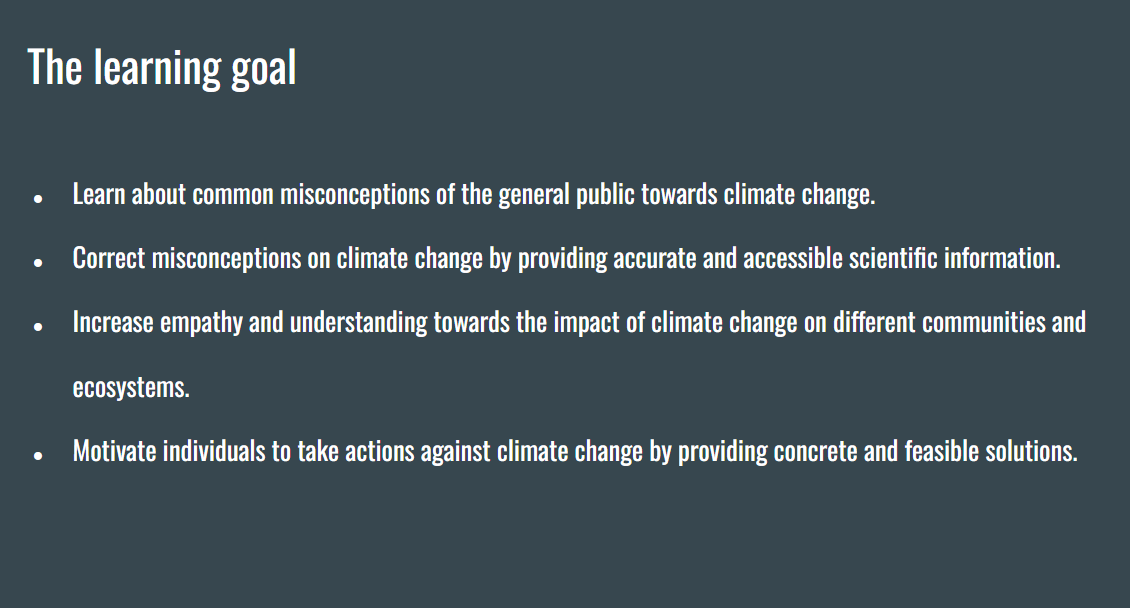 The learning goal
● Learn about common misconceptions of the general public towards climate change.
● Correct misconceptions on climate change by providing accurate and accessible scientific information.
● Increase empathy and understanding towards the impact of climate change on different communities and
ecosystems.
● Motivate individuals to take actions against climate change by providing concrete and feasible solutions.